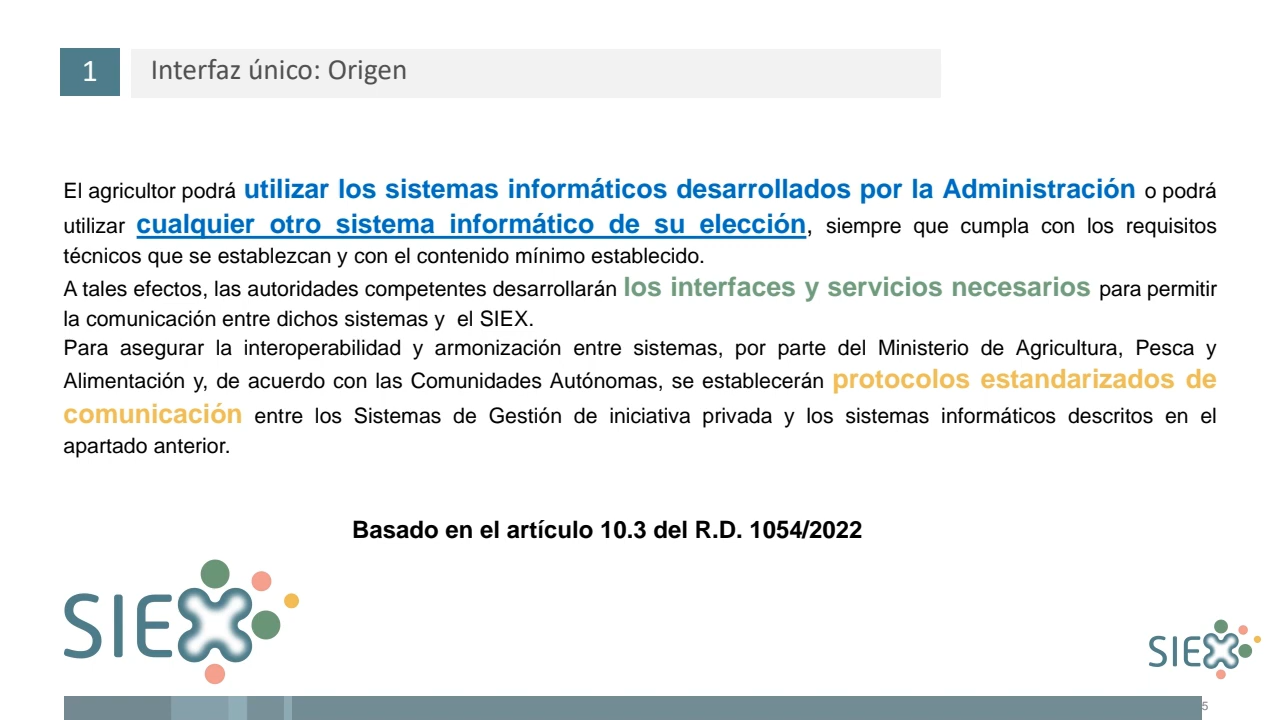 1
Interfaz único: Origen
El agricultor podrá utilizar los sistemas informáticos desarrollados por la Administración o podrá
utilizar cualquier otro sistema informático de su elección, siempre que cumpla con los requisitos
técnicos que se establezcan y con el contenido mínimo establecido.
A tales efectos, las autoridades competentes desarrollarán los interfaces y servicios necesarios para permitir
la comunicación entre dichos sistemas y el SIEX.
Para asegurar la interoperabilidad y armonización entre sistemas, por parte del Ministerio de Agricultura, Pesca y
Alimentación y, de acuerdo con las Comunidades Autónomas, se establecerán protocolos estandarizados de
comunicación entre los Sistemas de Gestión de iniciativa privada y los sistemas informáticos descritos en el
apartado anterior.
Basado en el artículo 10.3 del R.D. 1054/2022
SIEX
SIEX
5